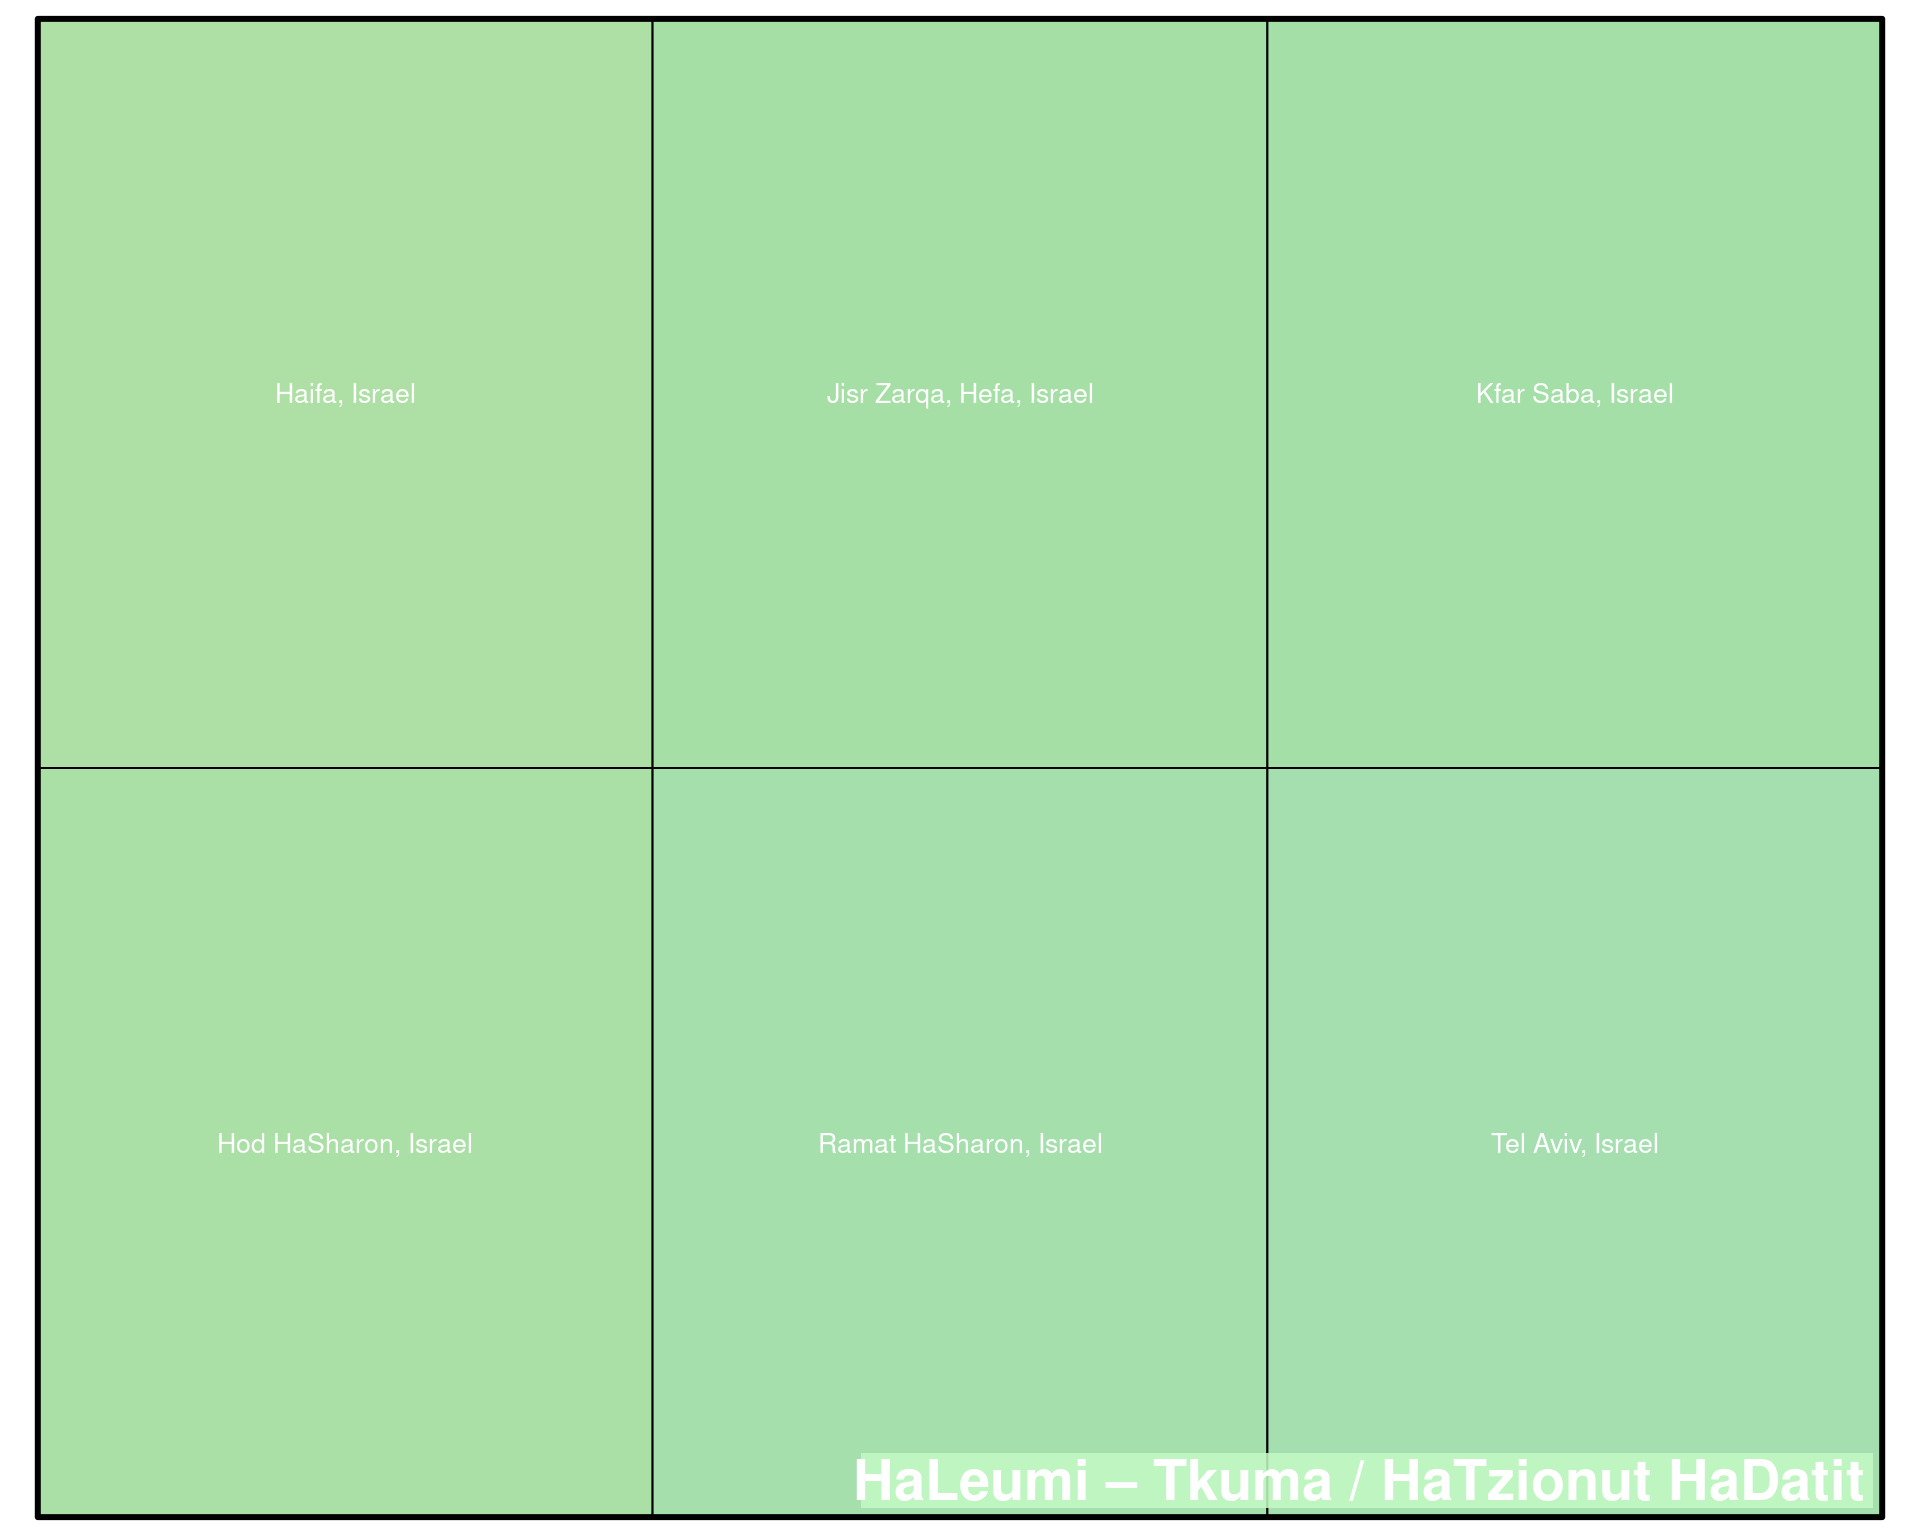 Haifa, Israel
Jisr Zarqa, Hefa, Israel
Kfar Saba, Israel
Hod HaSharon, Israel
Ramat HaSharon, Israel
Tel Aviv, Israel
HaLeumi – Tkuma / HaTzionut HaDatit